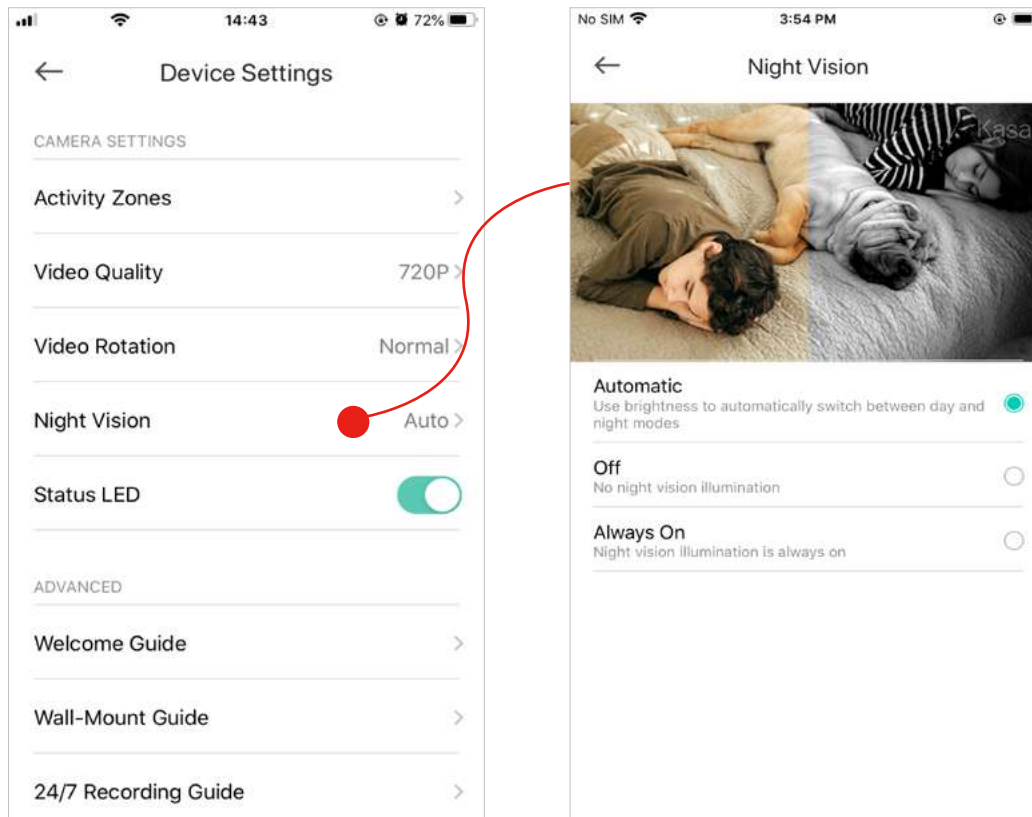 14:43
72%
Device Settings
CAMERA SETTINGS
Activity Zones
Video Quality 720P
Video Rotation Normal
Night Vision Auto
Status LED
ADVANCED
Welcome Guide
Wall-Mount Guide
24/7 Recording Guide
No SIM 3:54 PM
Night Vision
Kasa
Automatic
Use brightness to automatically switch between day and
night modes
Off
No night vision illumination
Always On
Night vision illumination is always on